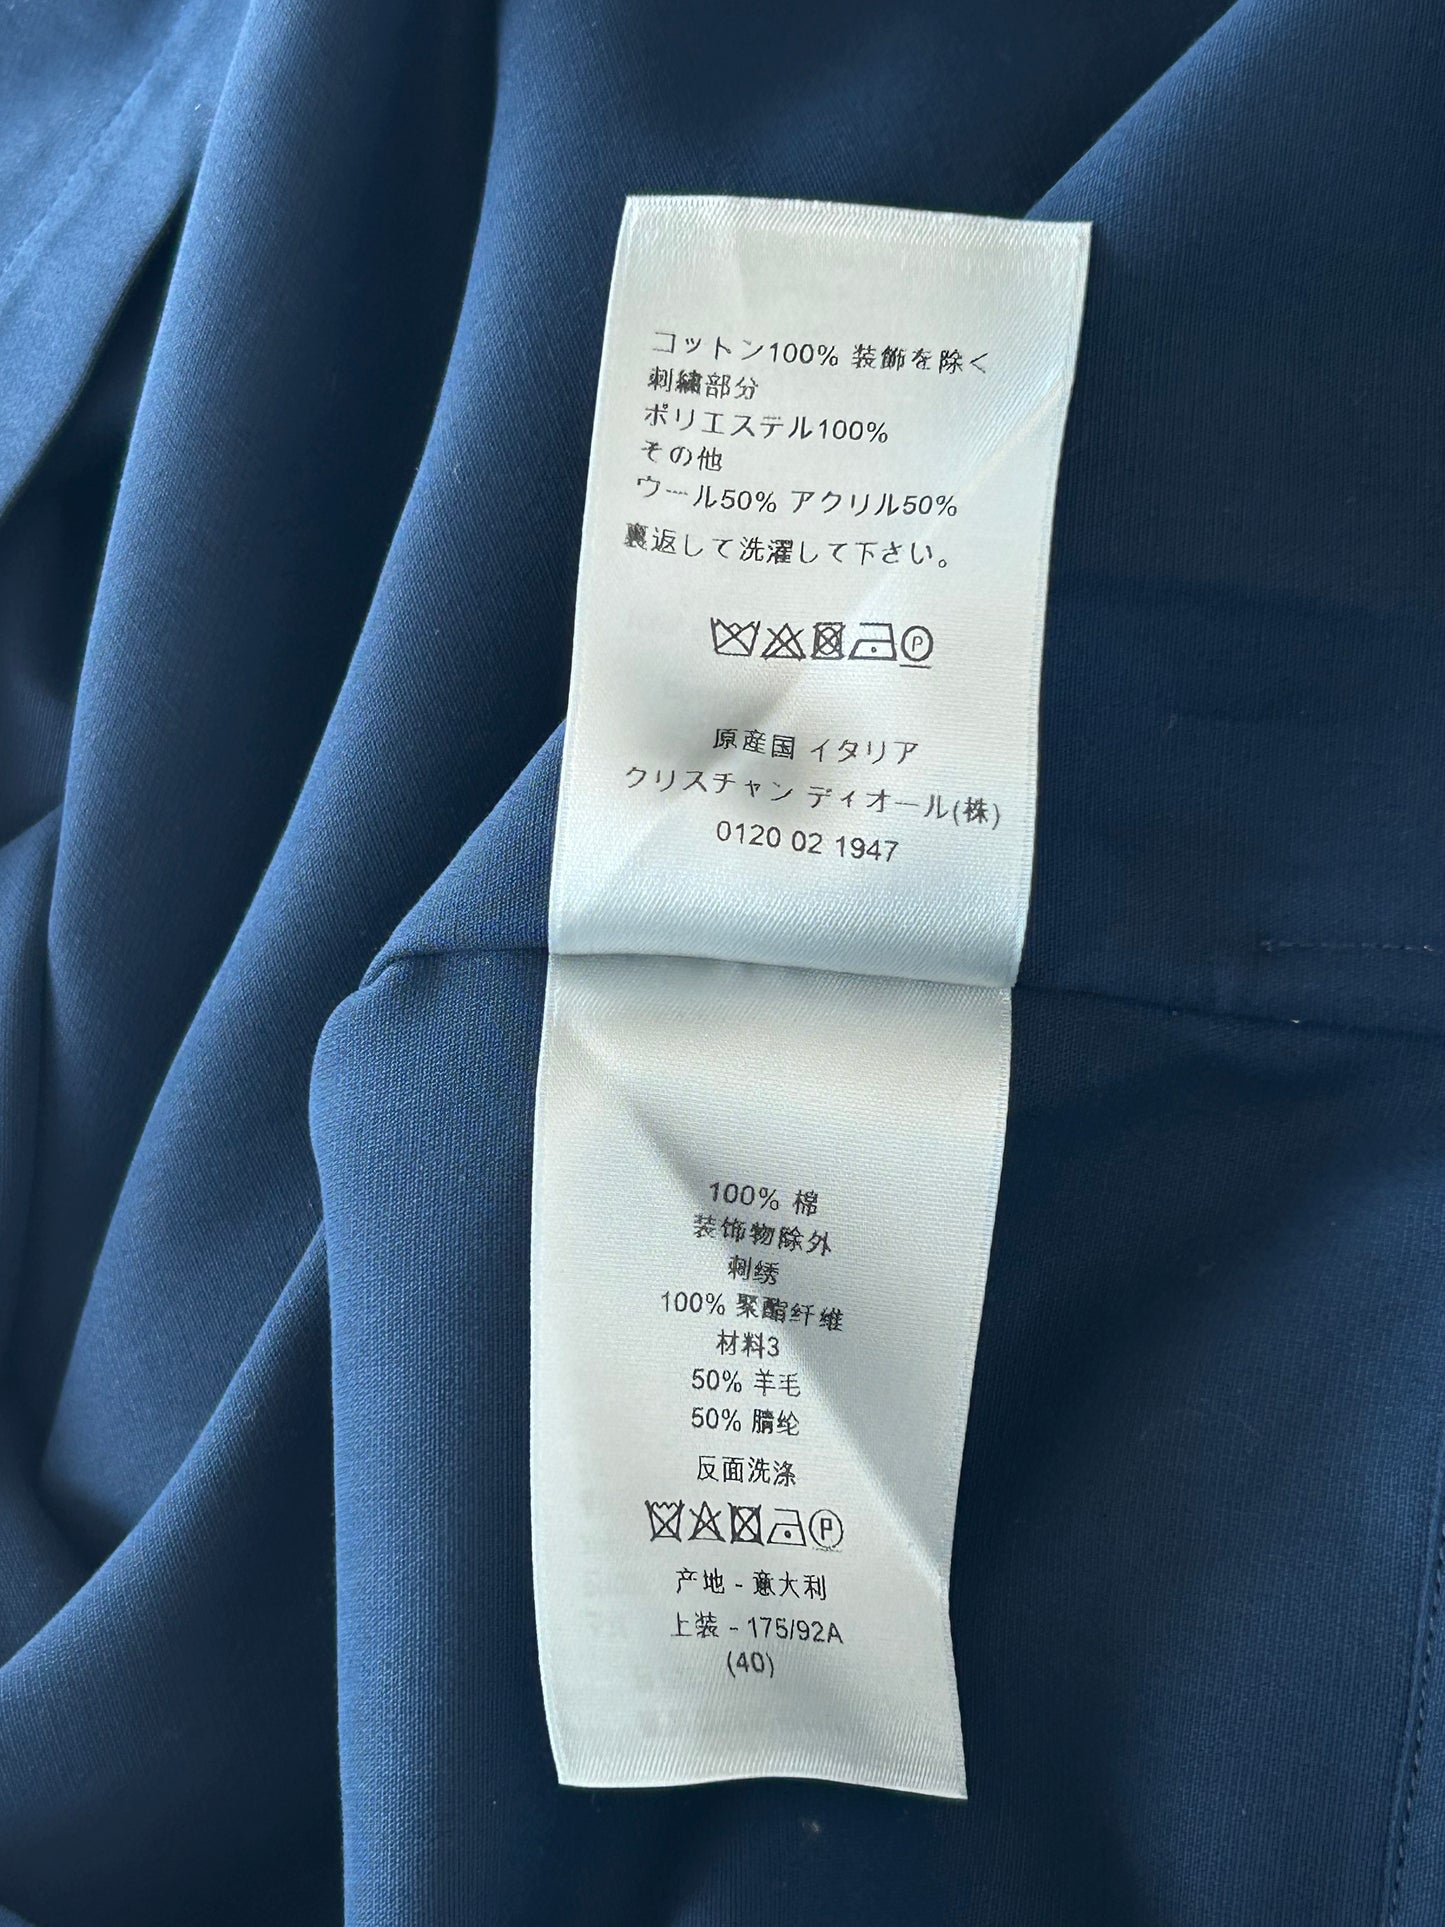 コットン100% 装飾を除く
刺繍部分
ポリエステル100%
その他
ウール50% アクリル50%
裏返して洗濯して下さい。
P
原産国 イタリア
クリスチャン ディオール(株)
0120 02 1947
100% 棉
装饰物除外
刺绣
100% 聚酯纤维
材料3
50% 羊毛
50% 腈纶
反面洗涤
P
产地 - 意大利
上装 - 175/92A
(40)